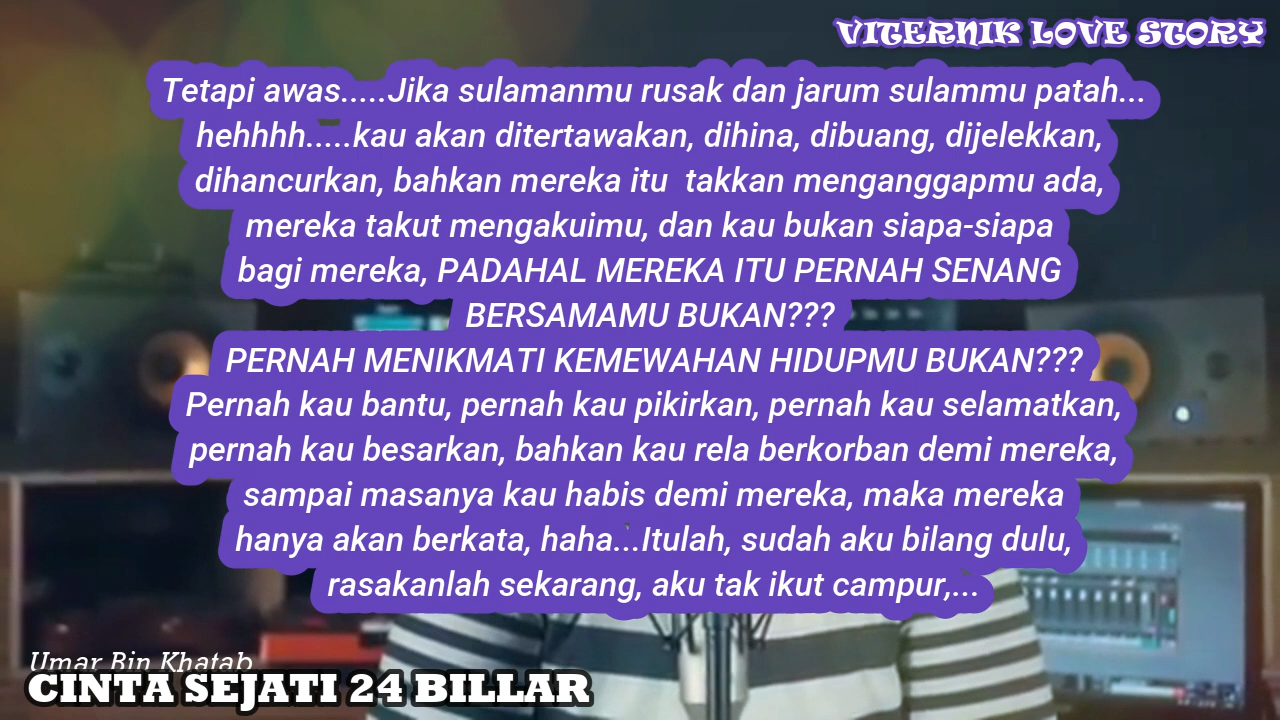 VITERNIK LOVE STORY
Tetapi awas.....Jika sulamanmu rusak dan jarum sulammu patah...
hehhhh.....kau akan ditertawakan, dihina, dibuang, dijelekkan,
dihancurkan, bahkan mereka itu  takkan menganggapmu ada,
mereka takut mengakuimu, dan kau bukan siapa-siapa
bagi mereka, PADAHAL MEREKA ITU PERNAH SENANG
BERSAMAMU BUKAN???
PERNAH MENIKMATI KEMEWAHAN HIDUPMU BUKAN???
Pernah kau bantu, pernah kau pikirkan, pernah kau selamatkan,
pernah kau besarkan, bahkan kau rela berkorban demi mereka,
sampai masanya kau habis demi mereka, maka mereka
hanya akan berkata, haha...Itulah, sudah aku bilang dulu,
rasakanlah sekarang, aku tak ikut campur,...
Umar Bin Khatab
CINTA SEJATI 24 BILLAR